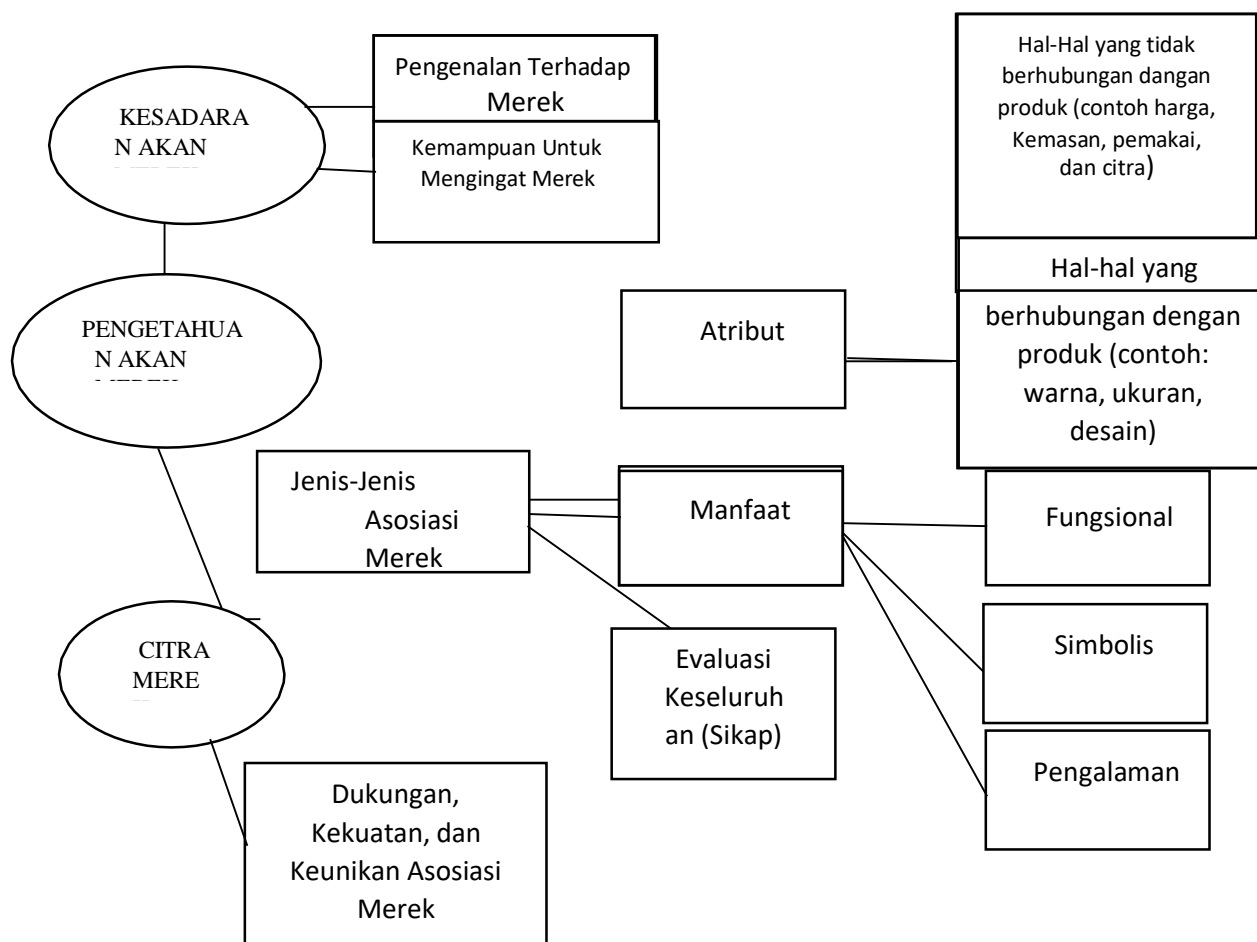 KESADARA
N AKAN
Pengenalan Terhadap
Merek
Kemampuan Untuk
Mengingat Merek
Hal-Hal yang tidak
berhubungan dangan
produk (contoh harga,
Kemasan, pemakai,
dan citra)
PENGETAHUA
N AKAN
Atribut
Hal-hal yang
berhubungan dengan
produk (contoh:
warna, ukuran,
desain)
Jenis-Jenis
Asosiasi
Merek
Manfaat
Fungsional
CITRA
MERE
Evaluasi
Keseluruh
an (Sikap)
Simbolis
Pengalaman
Dukungan,
Kekuatan, dan
Keunikan Asosiasi
Merek